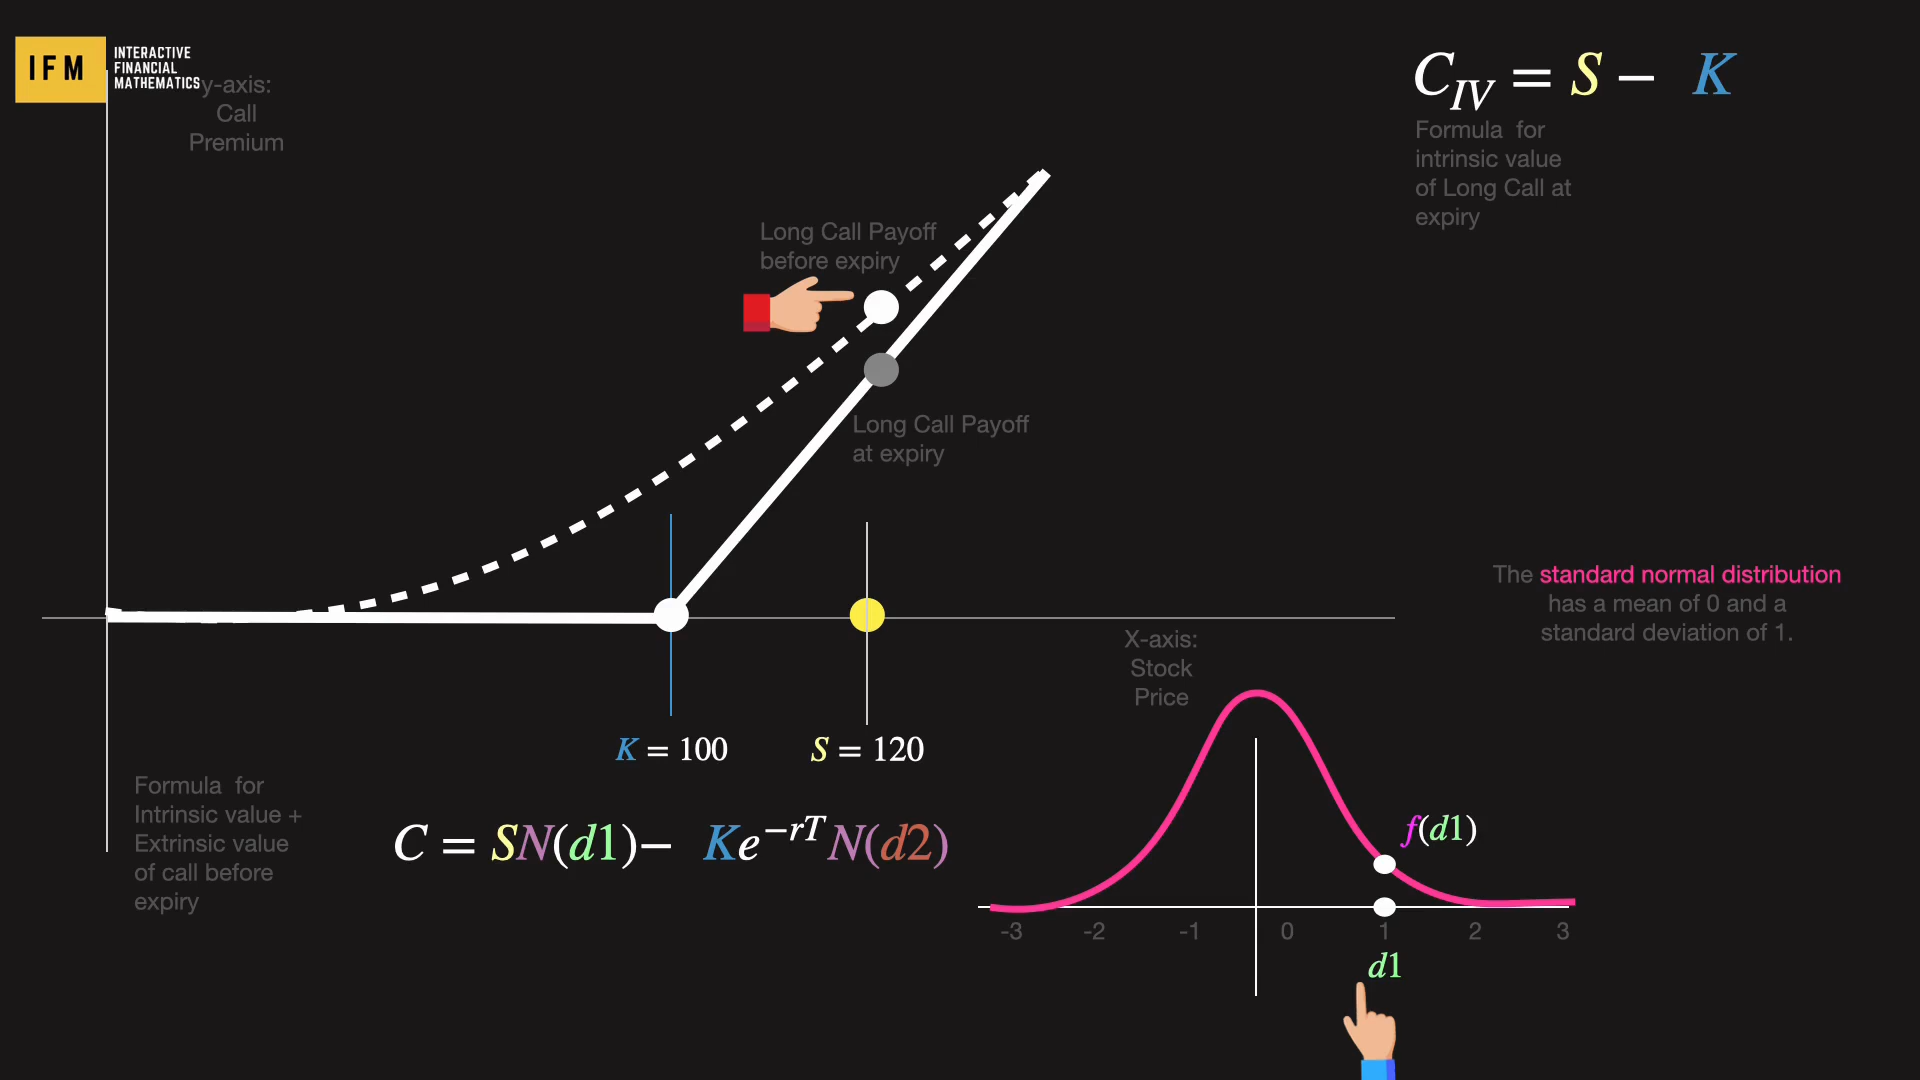 IFM
INTERACTIVE
FINANCIAL
MATHEMATICS
y-axis:
Call
Premium
C_{IV} = S − K
Formula for
intrinsic value
of Long Call at
expiry
Long Call Payoff
before expiry
Long Call Payoff
at expiry
The standard normal distribution
has a mean of 0 and a
standard deviation of 1.
X-axis:
Stock
Price
K = 100
S = 120
Formula for
Intrinsic value +
Extrinsic value
of call before
expiry
C = SN(d1)− Ke^{−rT}N(d2)
f(d1)
-3 -2 -1 0 1 2 3
d1